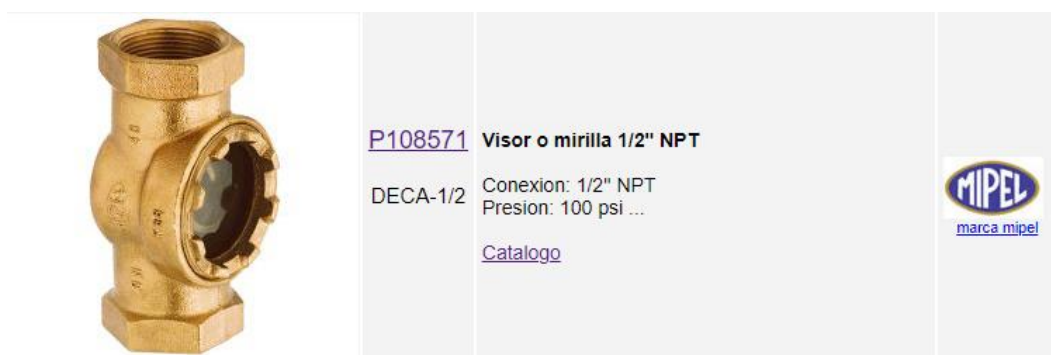 P108571
DECA-1/2
Visor o mirilla 1/2" NPT
Conexion: 1/2" NPT
Presion: 100 psi ...
Catalogo
MIPEL
marca mipel